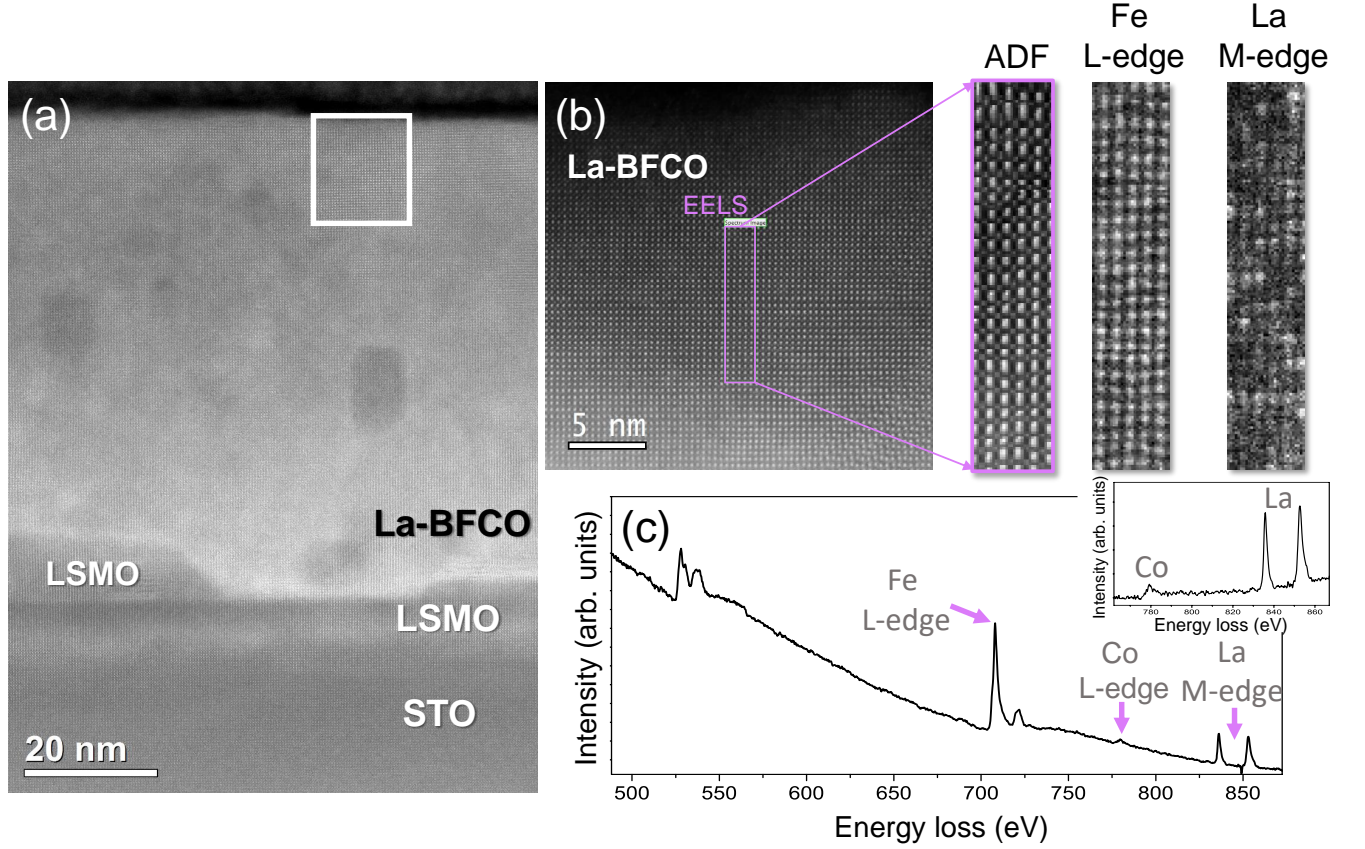 (a)
La-BFCO
LSMO
LSMO
STO
20 nm
(b)
La-BFCO
EELS
Spectrum Image
5 nm
ADF
Fe
L-edge
La
M-edge
(c)
Intensity (arb. units)
Fe
L-edge
Co
L-edge
La
M-edge
500 550 600 650 700 750 800 850
Energy loss (eV)
Intensity (arb. units)
Co
La
780 800 820 840 860
Energy loss (eV)